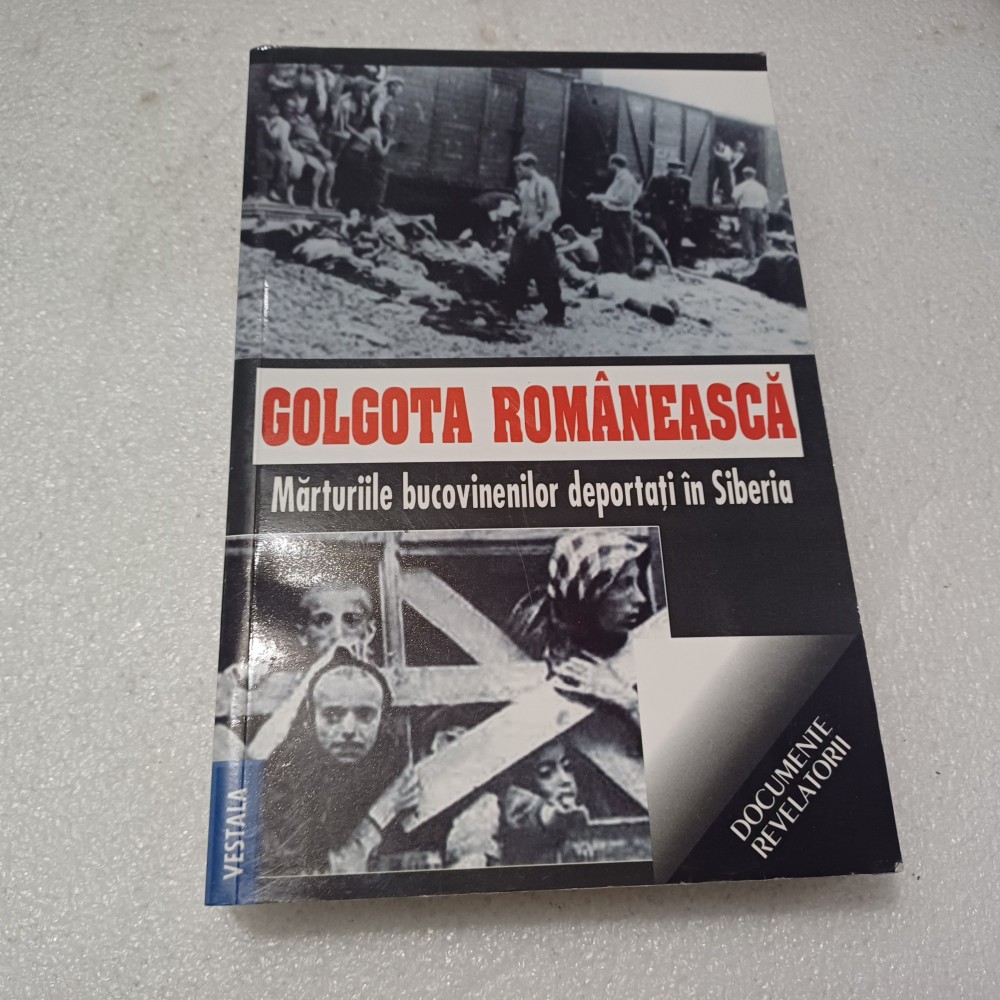 GOLGOTA ROMÂNEASCĂ
Mărturiile bucovinenilor deportați în Siberia
DOCUMENTE
REVELATORII
VESTALA